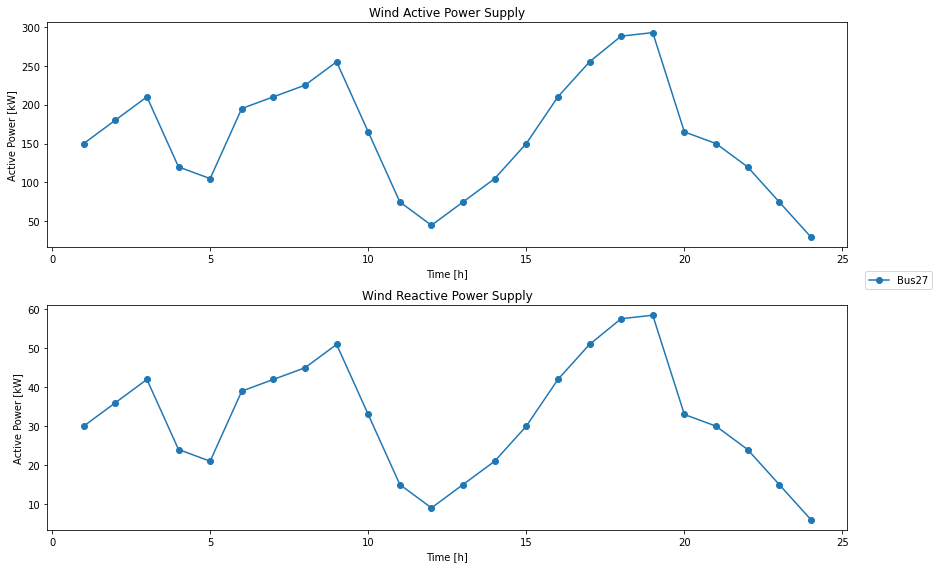 Wind Active Power Supply
Active Power [kW]
300
250
200
150
100
50
0 5 10 15 20 25
Time [h]
Bus27
Wind Reactive Power Supply
Active Power [kW]
60
50
40
30
20
10
0 5 10 15 20 25
Time [h]